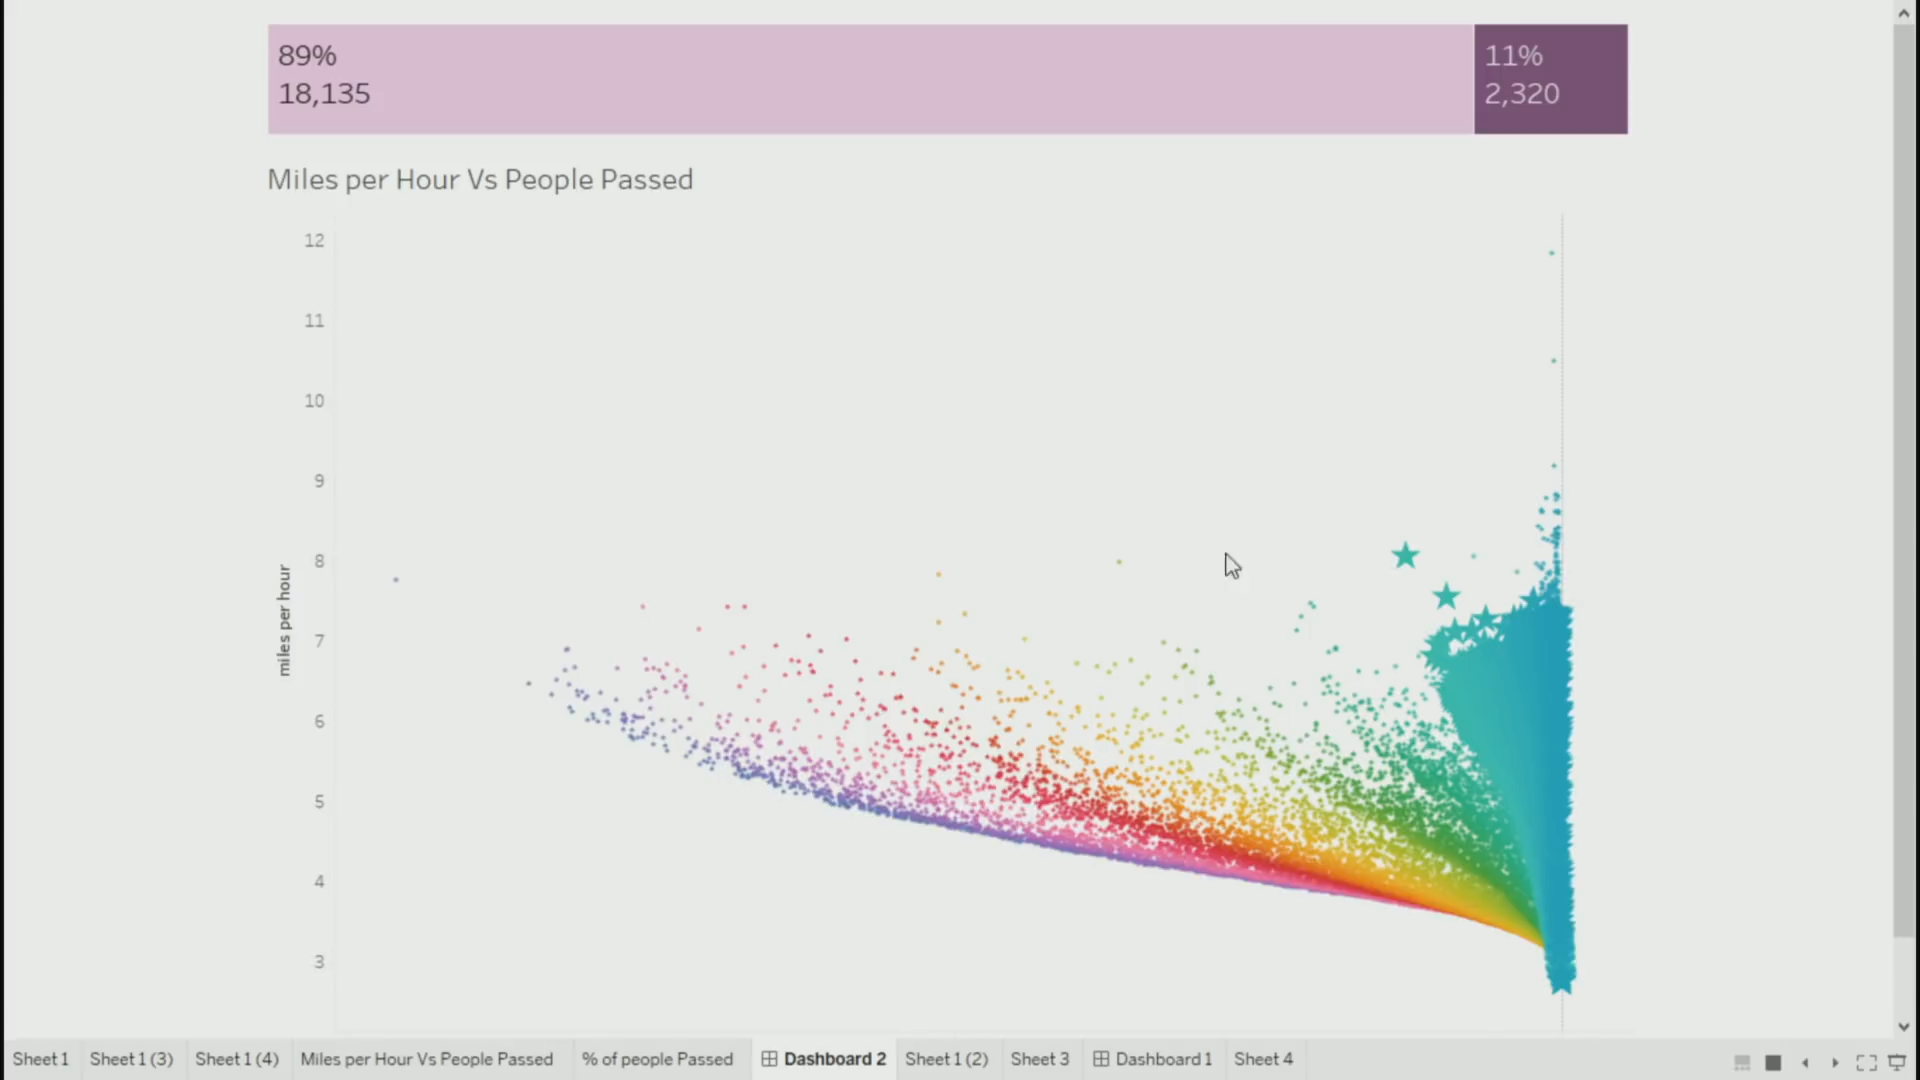 89%
18,135
11%
2,320
Miles per Hour Vs People Passed
12
11
10
9
8
7
6
5
4
3
miles per hour
Sheet 1
Sheet 1 (3)
Sheet 1 (4)
Miles per Hour Vs People Passed
% of people Passed
Dashboard 2
Sheet 1 (2)
Sheet 3
Dashboard 1
Sheet 4